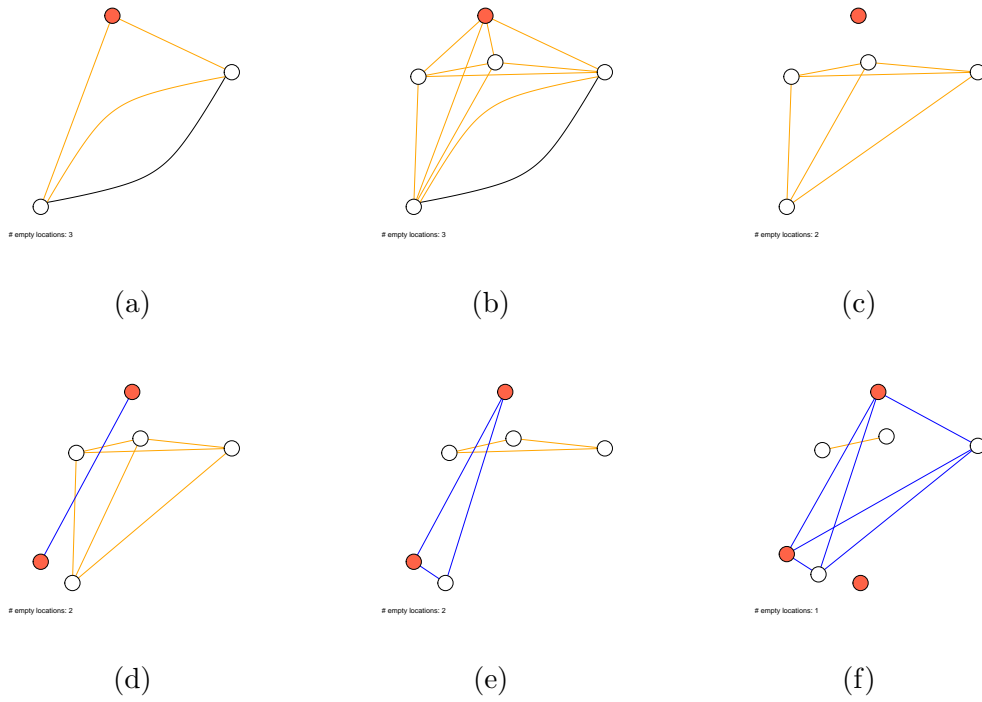 # empty locations: 3
# empty locations: 3
# empty locations: 2
(a)
(b)
(c)
# empty locations: 2
# empty locations: 2
# empty locations: 1
(d)
(e)
(f)